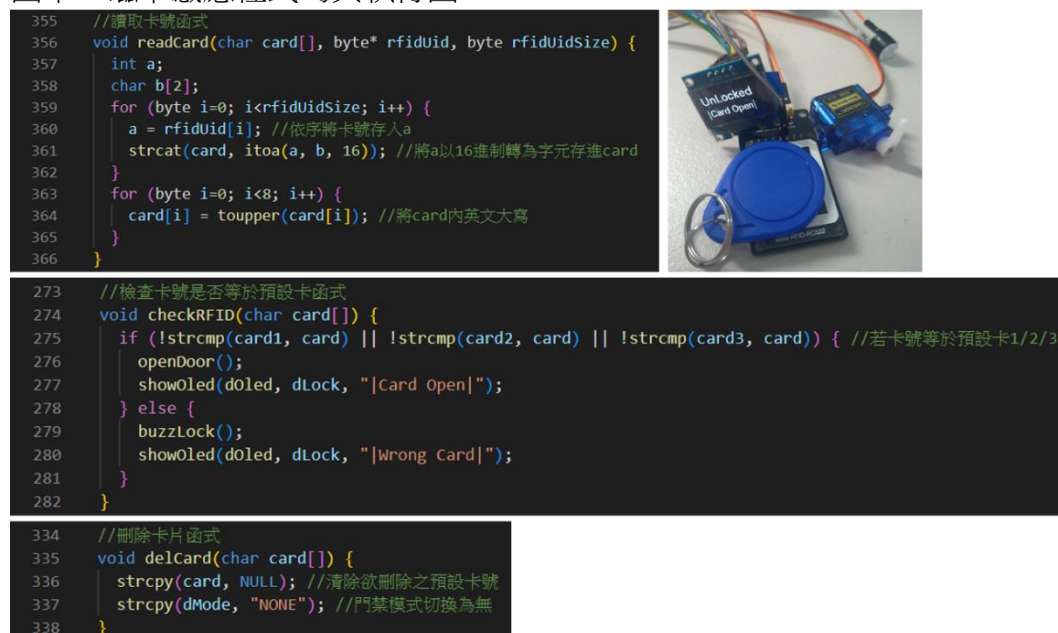 355 //讀取卡號函式
356 void readCard(char card[], byte* rfidUid, byte rfidUidSize) {
357 int a;
358 char b[2];
359 for (byte i=0; i<rfidUidSize; i++) {
360 a = rfidUid[i]; //依序將卡號存入a
361 strcat(card, itoa(a, b, 16)); //將a以16進制轉為字元存進card
362 }
363 for (byte i=0; i<8; i++) {
364 card[i] = toupper(card[i]); //將card內英文大寫
365 }
366 }
UnLocked
|Card Open|
RFID-RC522
273 //檢查卡號是否等於預設卡函式
274 void checkRFID(char card[]) {
275 if (!strcmp(card1, card) || !strcmp(card2, card) || !strcmp(card3, card)) { //若卡號等於預設卡1/2/3
276 openDoor();
277 showOled(dOled, dLock, "|Card Open|");
278 } else {
279 buzzLock();
280 showOled(dOled, dLock, "|Wrong Card|");
281 }
282 }
334 //刪除卡片函式
335 void delCard(char card[]) {
336 strcpy(card, NULL); //清除欲刪除之預設卡號
337 strcpy(dMode, "NONE"); //門禁模式切換為無
338 }